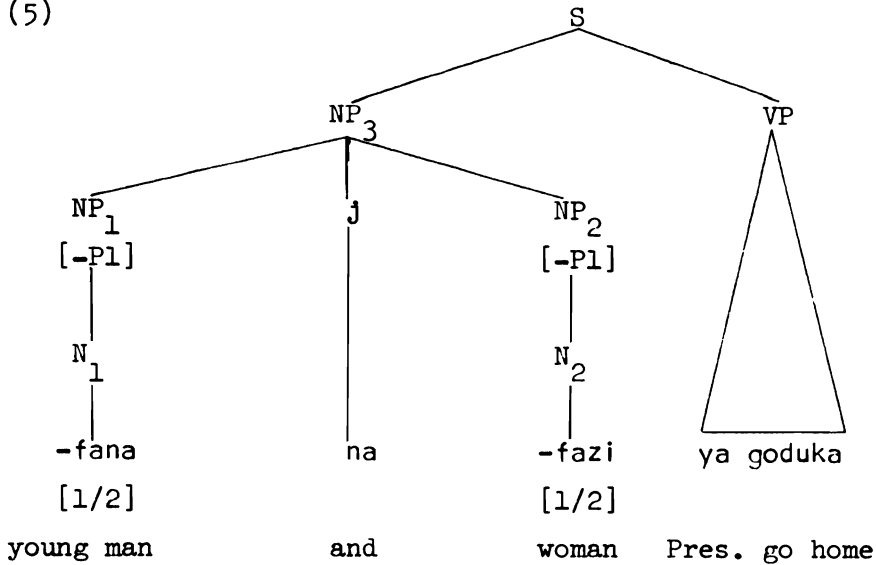 (5)
S
NP3 VP
NP1 j NP2
[-Pl] [-Pl]
N1 N2
-fana na -fazi ya goduka
[1/2] [1/2]
young man and woman Pres. go home